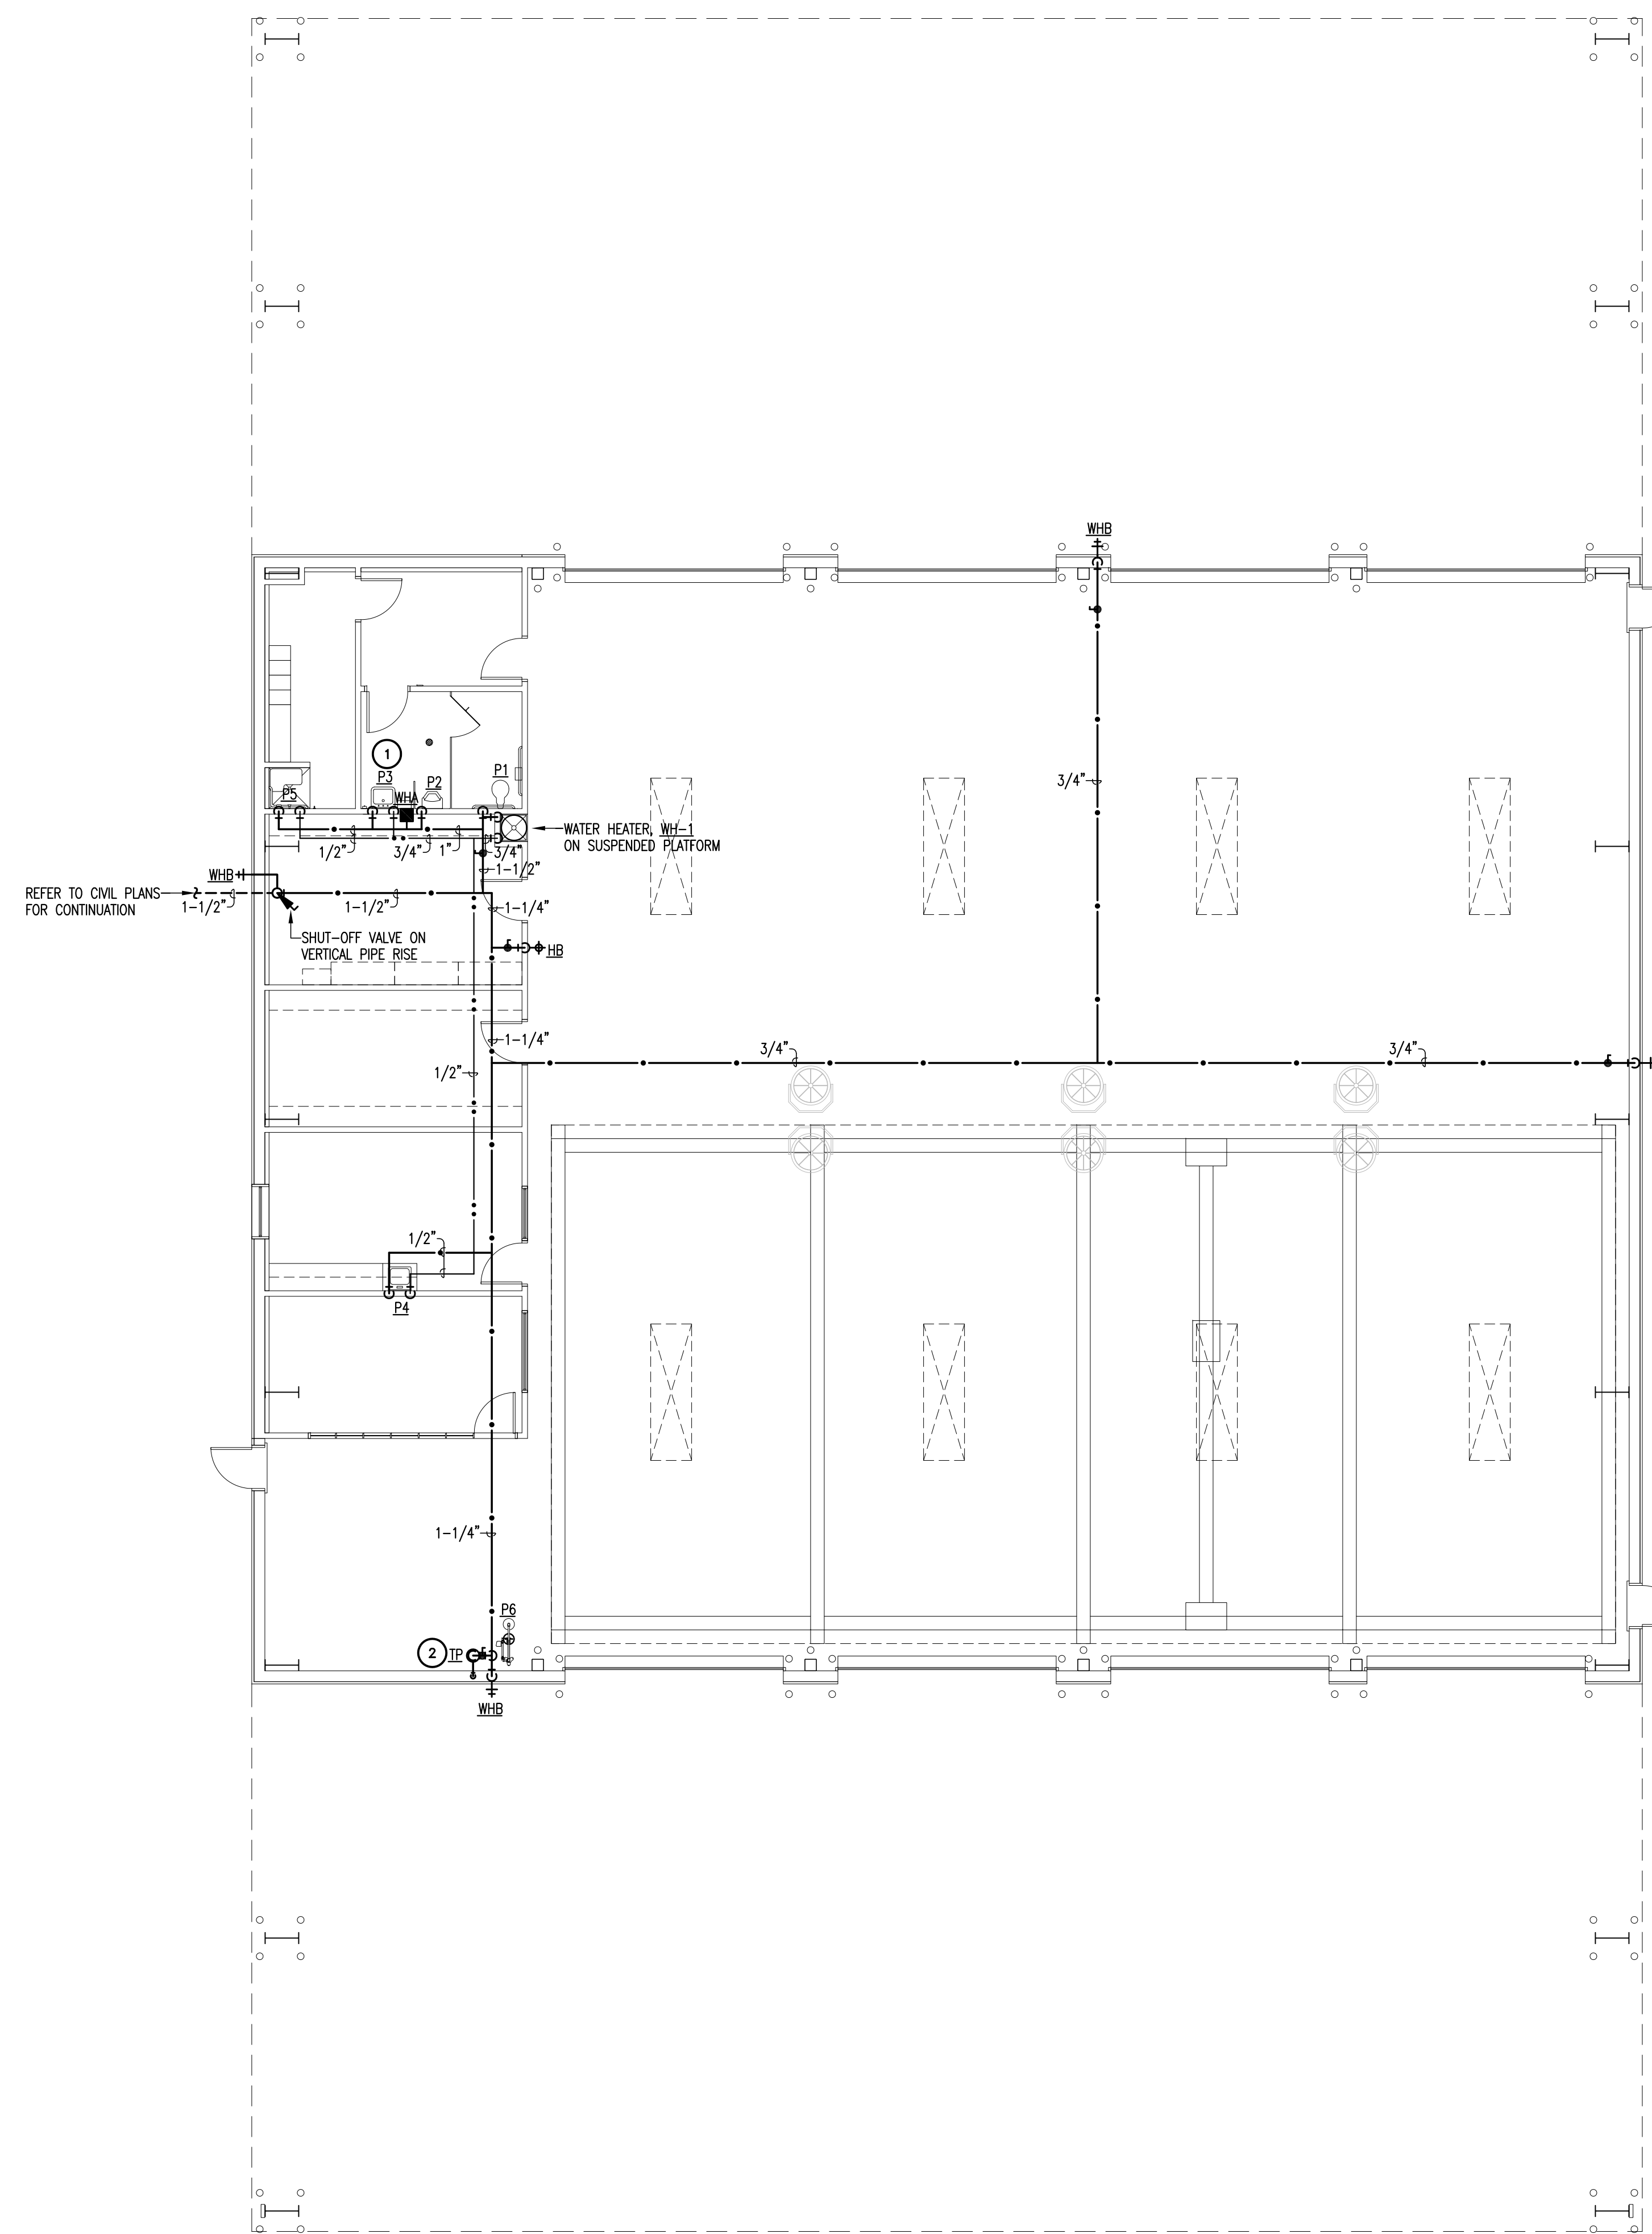 WHB
3/4"
1
P3
P2
P1
WHA
P5
1/2"
3/4"
1"
3/4"
1-1/2"
WATER HEATER, WH-1
ON SUSPENDED PLATFORM
WHB
REFER TO CIVIL PLANS
FOR CONTINUATION
1-1/2"
1-1/2"
1-1/4"
SHUT-OFF VALVE ON
VERTICAL PIPE RISE
HB
1-1/4"
3/4"
3/4"
1/2"
1/2"
P4
1-1/4"
P6
2
TP
WHB